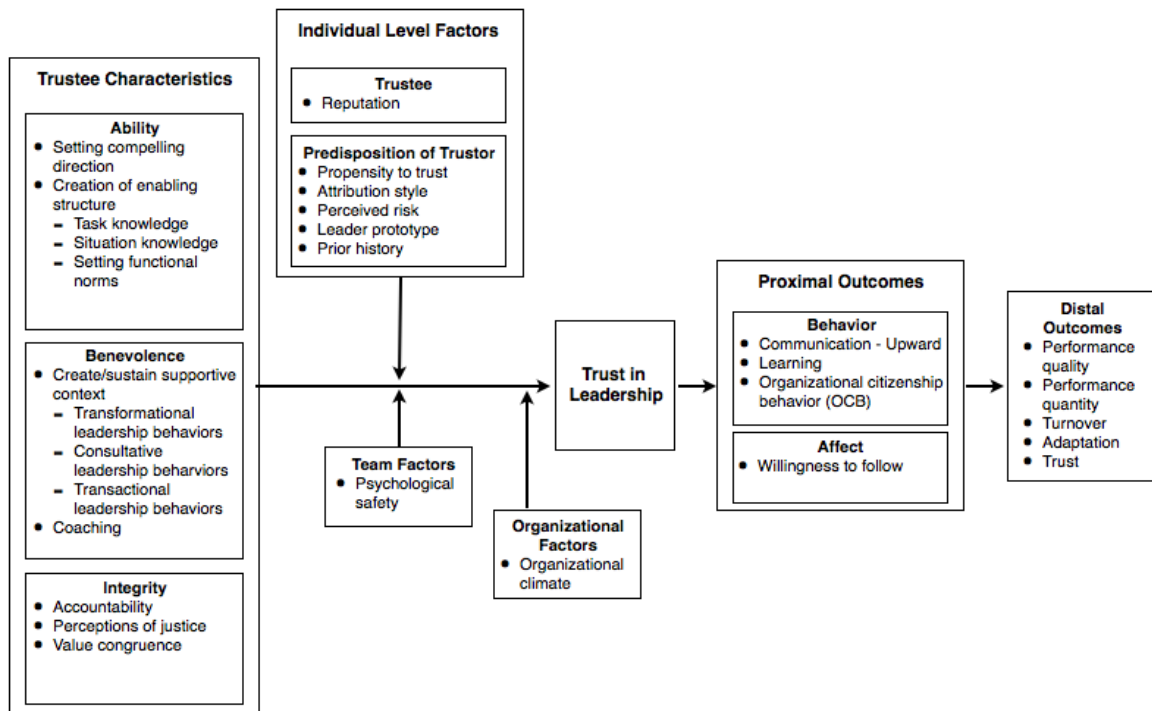 Trustee Characteristics
Ability
• Setting compelling
direction
• Creation of enabling
structure
– Task knowledge
– Situation knowledge
– Setting functional
norms
Benevolence
• Create/sustain supportive
context
– Transformational
leadership behaviors
– Consultative
leadership beharviors
– Transactional
leadership behaviors
• Coaching
Integrity
• Accountability
• Perceptions of justice
• Value congruence
Individual Level Factors
Trustee
• Reputation
Predisposition of Trustor
• Propensity to trust
• Attribution style
• Perceived risk
• Leader prototype
• Prior history
Team Factors
• Psychological
safety
Organizational
Factors
• Organizational
climate
Trust in
Leadership
Proximal Outcomes
Behavior
• Communication - Upward
• Learning
• Organizational citizenship
behavior (OCB)
Affect
• Willingness to follow
Distal
Outcomes
• Performance
quality
• Performance
quantity
• Turnover
• Adaptation
• Trust